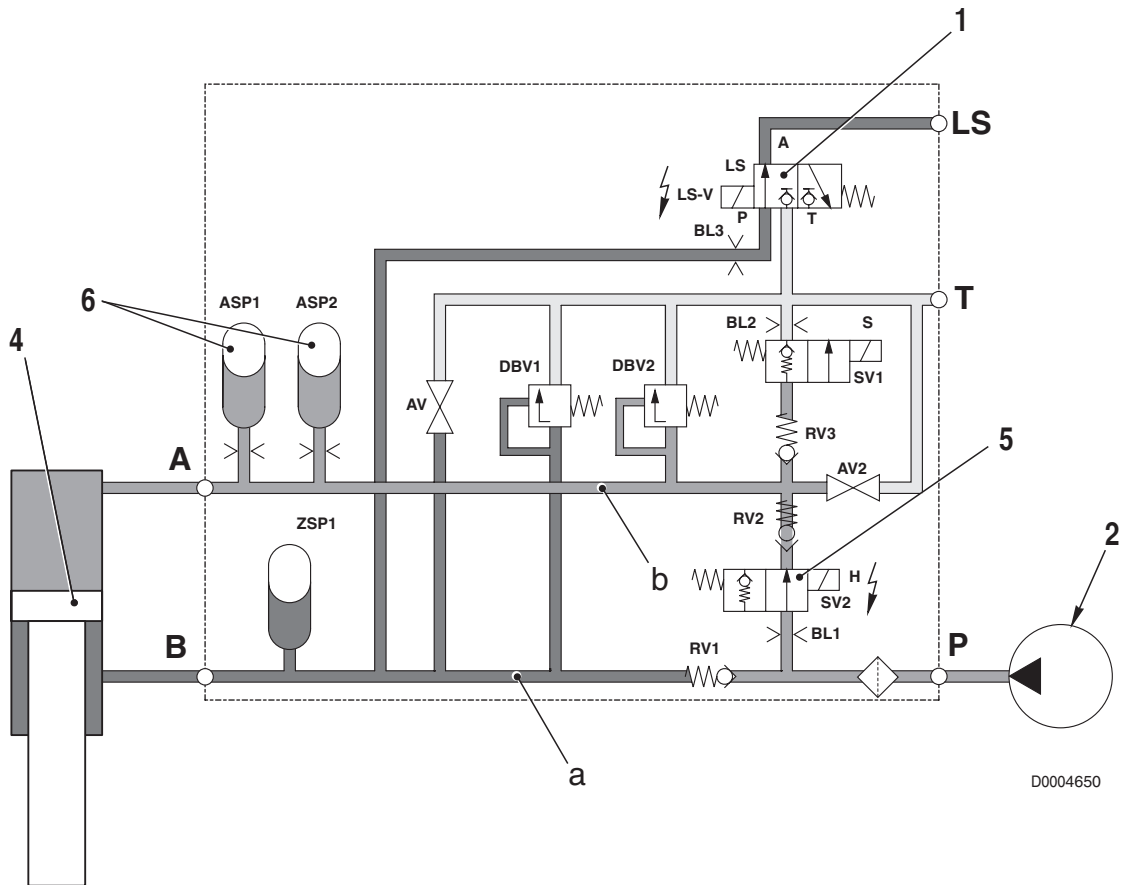 1
LS
A
LS
LS-V
P
T
BL3
6
ASP1
ASP2
T
4
BL2
S
DBV1
DBV2
SV1
AV
RV3
5
A
AV2
ZSP1
RV2
2
b
H
SV2
B
RV1
BL1
P
a
D0004650